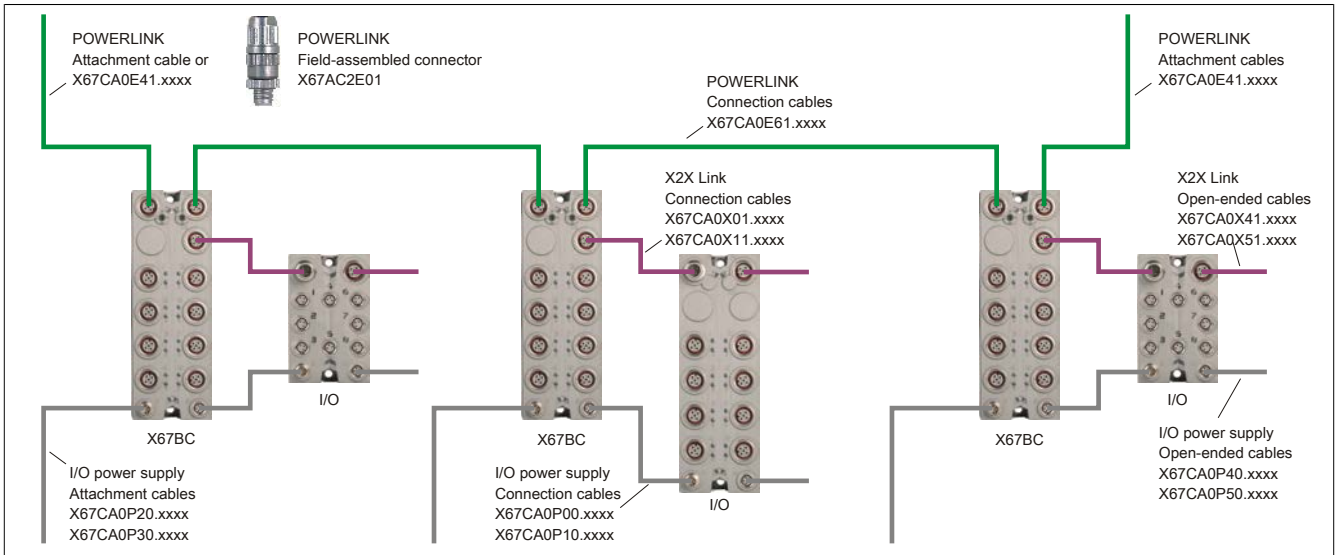 POWERLINK
Attachment cable or
X67CA0E41.xxxx
POWERLINK
Field-assembled connector
X67AC2E01
POWERLINK
Connection cables
X67CA0E61.xxxx
POWERLINK
Attachment cables
X67CA0E41.xxxx
X2X Link
Connection cables
X67CA0X01.xxxx
X67CA0X11.xxxx
X2X Link
Open-ended cables
X67CA0X41.xxxx
X67CA0X51.xxxx
I/O
X67BC
I/O power supply
Attachment cables
X67CA0P20.xxxx
X67CA0P30.xxxx
X67BC
I/O power supply
Connection cables
X67CA0P00.xxxx
X67CA0P10.xxxx
I/O
X67BC
I/O
I/O power supply
Open-ended cables
X67CA0P40.xxxx
X67CA0P50.xxxx